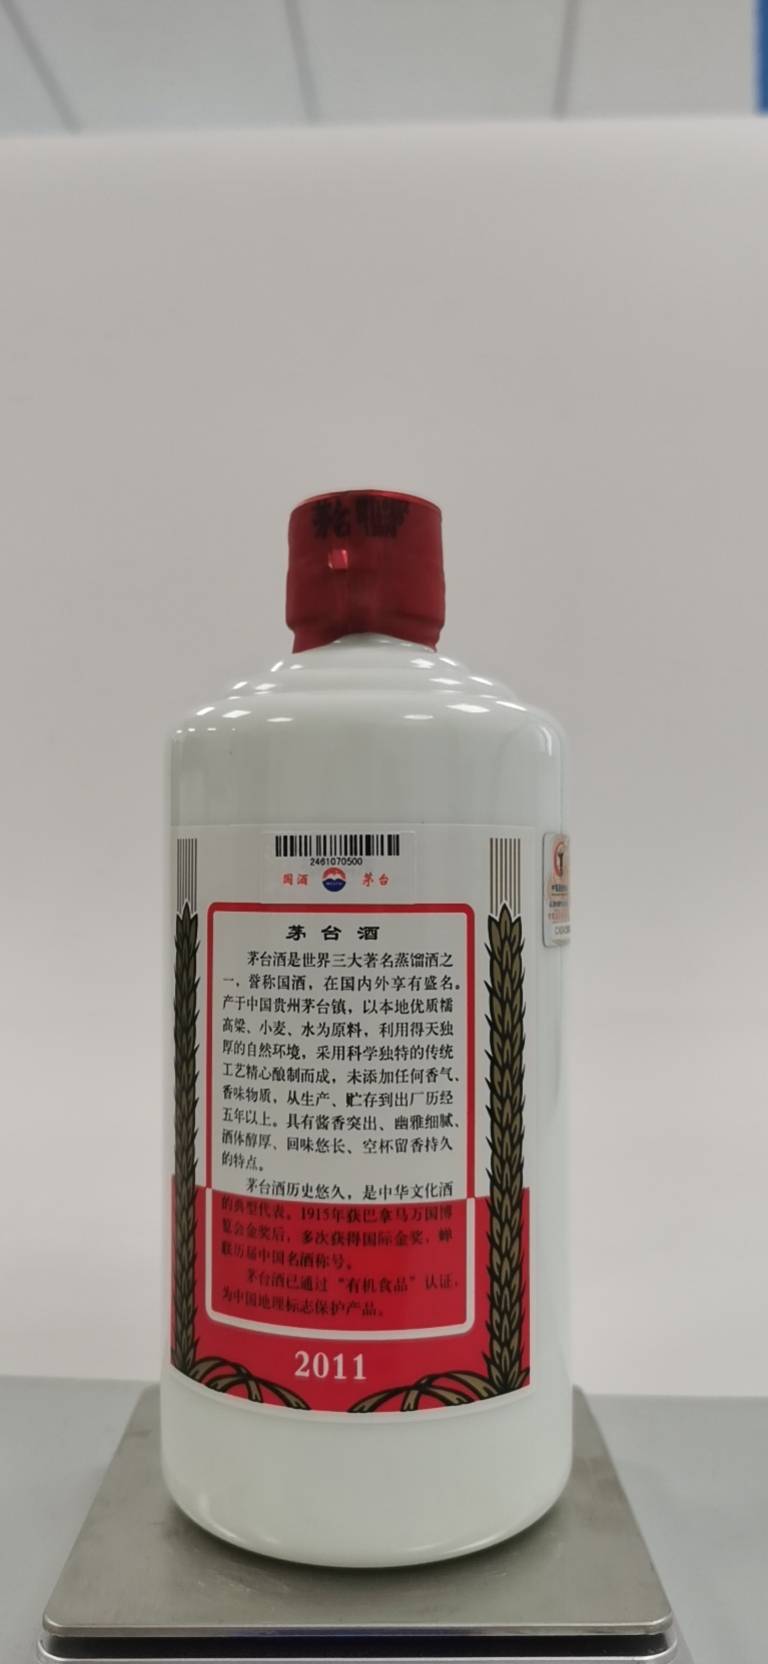 2461070500
国酒 茅台
茅台酒
茅台酒是世界三大著名蒸馏酒之
一，誉称国酒，在国内外享有盛名。
产于中国贵州茅台镇，以本地优质糯
高粱、小麦、水为原料，利用得天独
厚的自然环境，采用科学独特的传统
工艺精心酿制而成，未添加任何香气、
香味物质，从生产、贮存到出厂历经
五年以上。具有酱香突出、幽雅细腻、
酒体醇厚、回味悠长、空杯留香持久
的特点。
茅台酒历史悠久，是中华文化酒
的典型代表。1915年获巴拿马万国博
览会金奖后，多次获得国际金奖，蝉
联历届中国名酒称号。
茅台酒已通过“有机食品”认证，
为中国地理标志保护产品。
2011